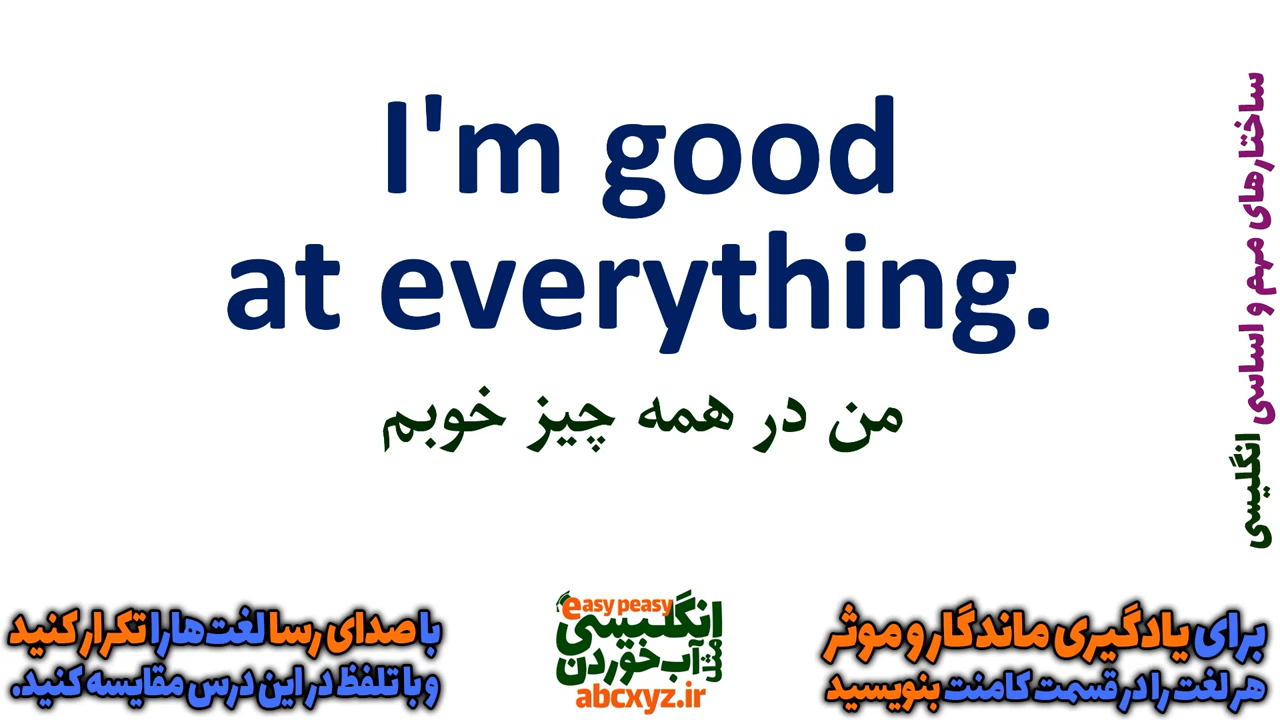 I'm good
at everything.
من در همه چیز خوبم
ساختارهای مهم و اساسی انگلیسی
با صدای رسا لغت‌ها را تکرار کنید
و با تلفظ در این درس مقایسه کنید.
easy peasy
انگلیسی
مثل آب خوردن
abcxyz.ir
برای یادگیری ماندگار و موثر
هر لغت را در قسمت کامنت بنویسید